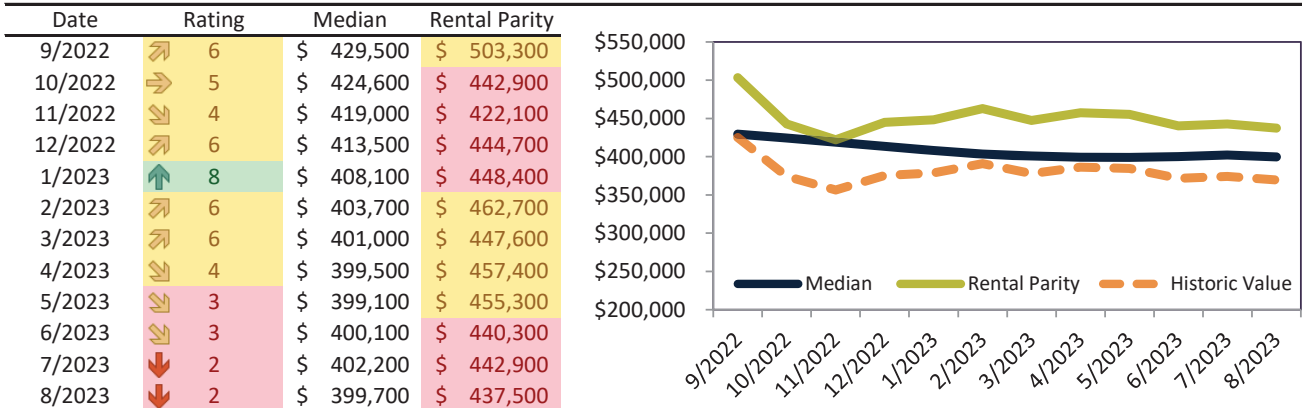 Date Rating Median Rental Parity
9/2022 6 $ 429,500 $ 503,300
10/2022 5 $ 424,600 $ 442,900
11/2022 4 $ 419,000 $ 422,100
12/2022 6 $ 413,500 $ 444,700
1/2023 8 $ 408,100 $ 448,400
2/2023 6 $ 403,700 $ 462,700
3/2023 6 $ 401,000 $ 447,600
4/2023 4 $ 399,500 $ 457,400
5/2023 3 $ 399,100 $ 455,300
6/2023 3 $ 400,100 $ 440,300
7/2023 2 $ 402,200 $ 442,900
8/2023 2 $ 399,700 $ 437,500
$550,000
$500,000
$450,000
$400,000
$350,000
$300,000
$250,000
$200,000
Median Rental Parity Historic Value
9/2022 10/2022 11/2022 12/2022 1/2023 2/2023 3/2023 4/2023 5/2023 6/2023 7/2023 8/2023